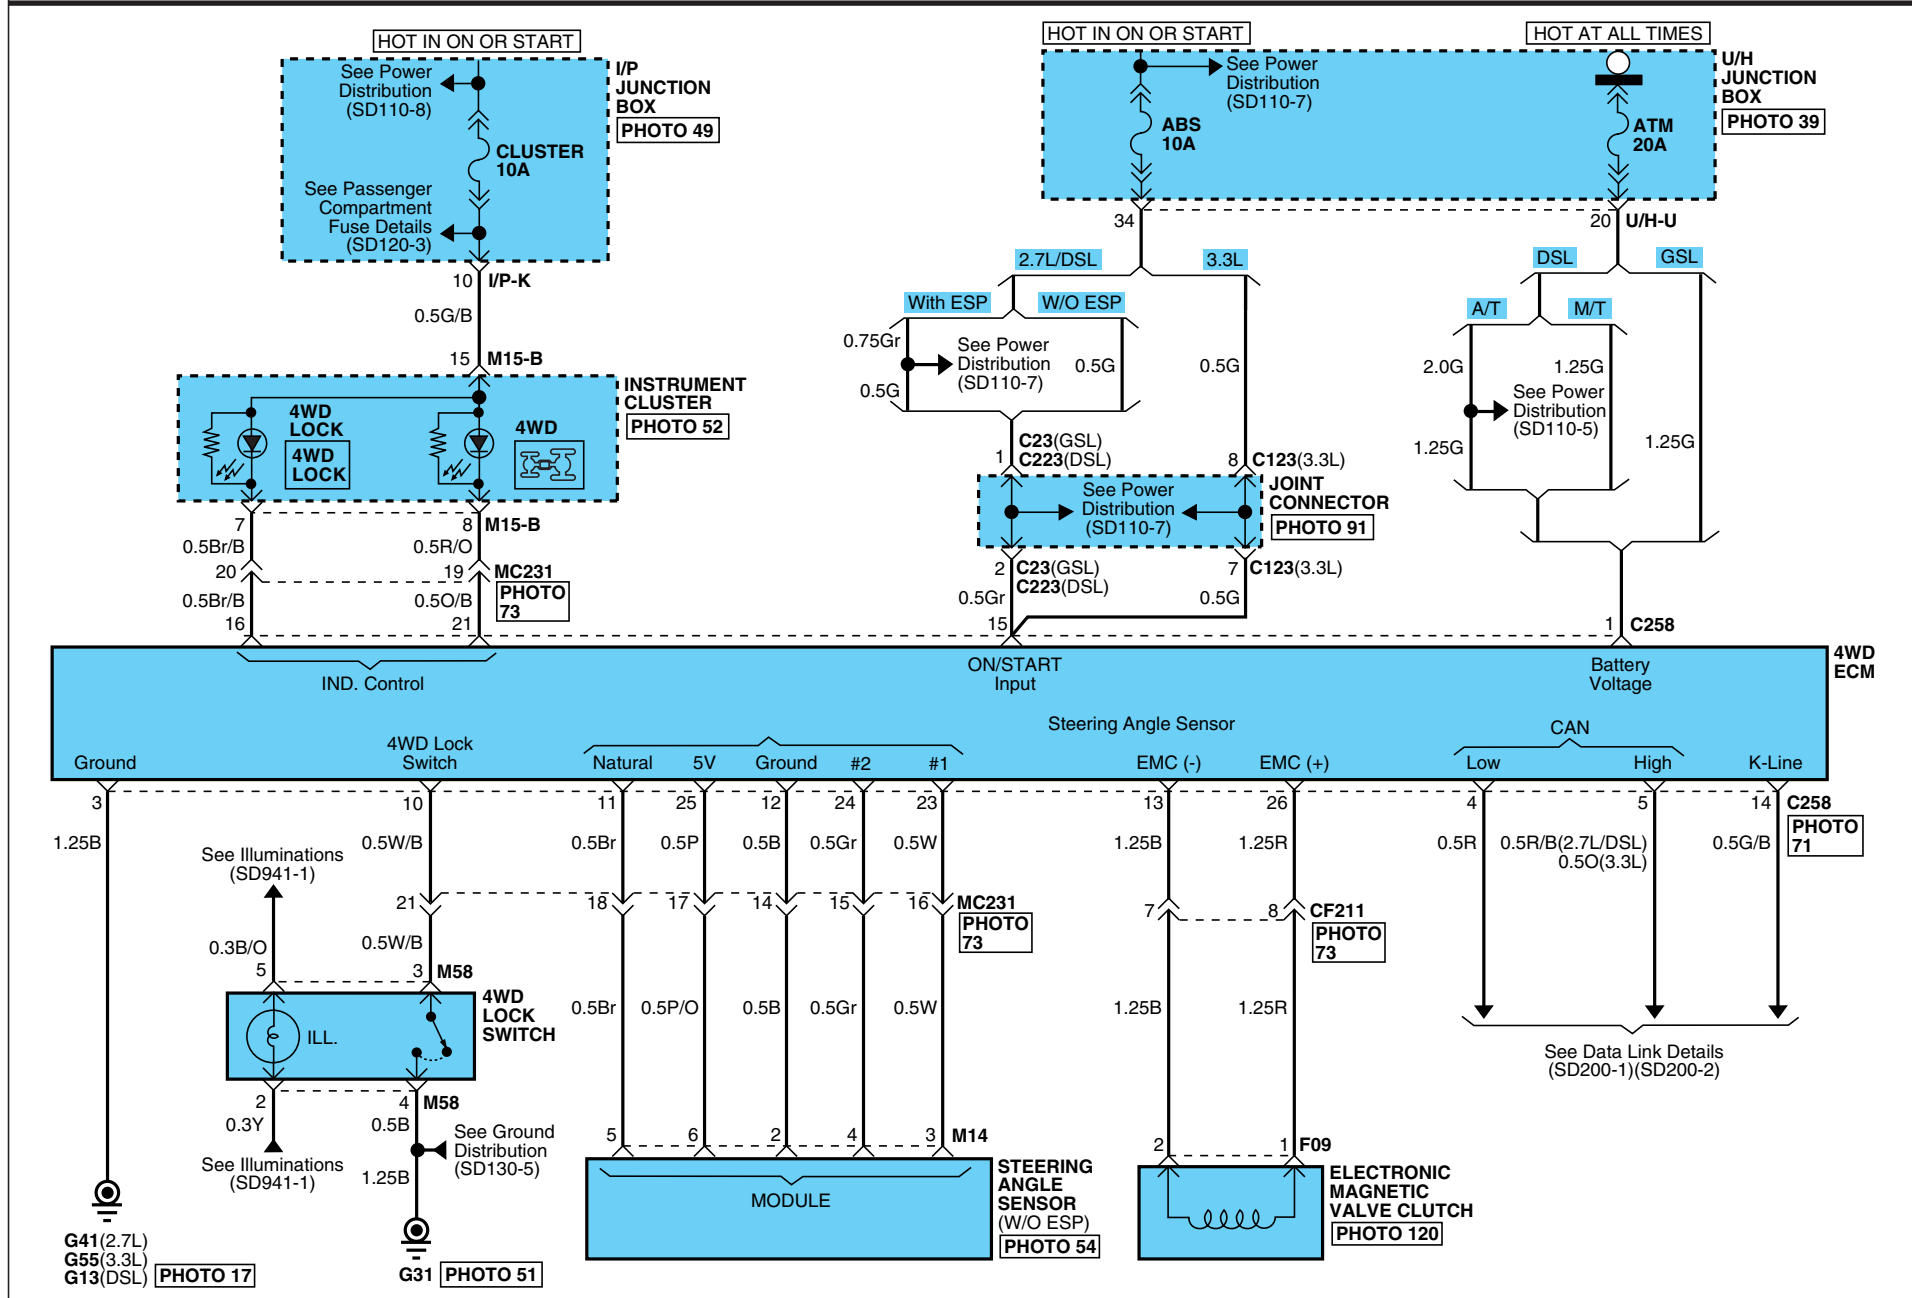 HOT IN ON OR START
HOT IN ON OR START
HOT AT ALL TIMES
See Power
Distribution
(SD110-8)
CLUSTER
10A
See Passenger
Compartment
Fuse Details
(SD120-3)
I/P
JUNCTION
BOX
PHOTO 49
See Power
Distribution
(SD110-7)
ABS
10A
ATM
20A
U/H
JUNCTION
BOX
PHOTO 39
10 I/P-K
0.5G/B
15 M15-B
34
20 U/H-U
2.7L/DSL
3.3L
DSL
GSL
With ESP
W/O ESP
A/T
M/T
0.75Gr
See Power
Distribution
(SD110-7)
0.5G
0.5G
0.5G
2.0G
1.25G
See Power
Distribution
(SD110-5)
1.25G
1.25G
4WD
LOCK
4WD
LOCK
4WD
INSTRUMENT
CLUSTER
PHOTO 52
1 C23(GSL)
C223(DSL)
8 C123(3.3L)
See Power
Distribution
(SD110-7)
JOINT
CONNECTOR
PHOTO 91
7
8 M15-B
0.5Br/B
0.5R/O
20
19 MC231
PHOTO
73
0.5Br/B
0.5O/B
16
21
2 C23(GSL)
C223(DSL)
7 C123(3.3L)
0.5Gr
0.5G
15
1 C258
4WD
ECM
IND. Control
ON/START
Input
Battery
Voltage
Steering Angle Sensor
CAN
Ground
4WD Lock
Switch
Natural
5V
Ground
#2
#1
EMC (-)
EMC (+)
Low
High
K-Line
3
10
11
25
12
24
23
13
26
4
5
14 C258
PHOTO
71
1.25B
0.5W/B
0.5Br
0.5P
0.5B
0.5Gr
0.5W
1.25B
1.25R
0.5R
0.5R/B(2.7L/DSL)
0.5O(3.3L)
0.5G/B
See Illuminations
(SD941-1)
21
18
17
14
15
16 MC231
PHOTO
73
7
8 CF211
PHOTO
73
0.3B/O
0.5W/B
5
3 M58
ILL.
4WD
LOCK
SWITCH
0.5Br
0.5P/O
0.5B
0.5Gr
0.5W
1.25B
1.25R
See Data Link Details
(SD200-1)(SD200-2)
2
4 M58
0.3Y
0.5B
See Ground
Distribution
(SD130-5)
See Illuminations
(SD941-1)
1.25B
5
6
2
4
3 M14
2
1 F09
MODULE
STEERING
ANGLE
SENSOR
(W/O ESP)
PHOTO 54
ELECTRONIC
MAGNETIC
VALVE CLUTCH
PHOTO 120
G41(2.7L)
G55(3.3L)
G13(DSL) PHOTO 17
G31 PHOTO 51